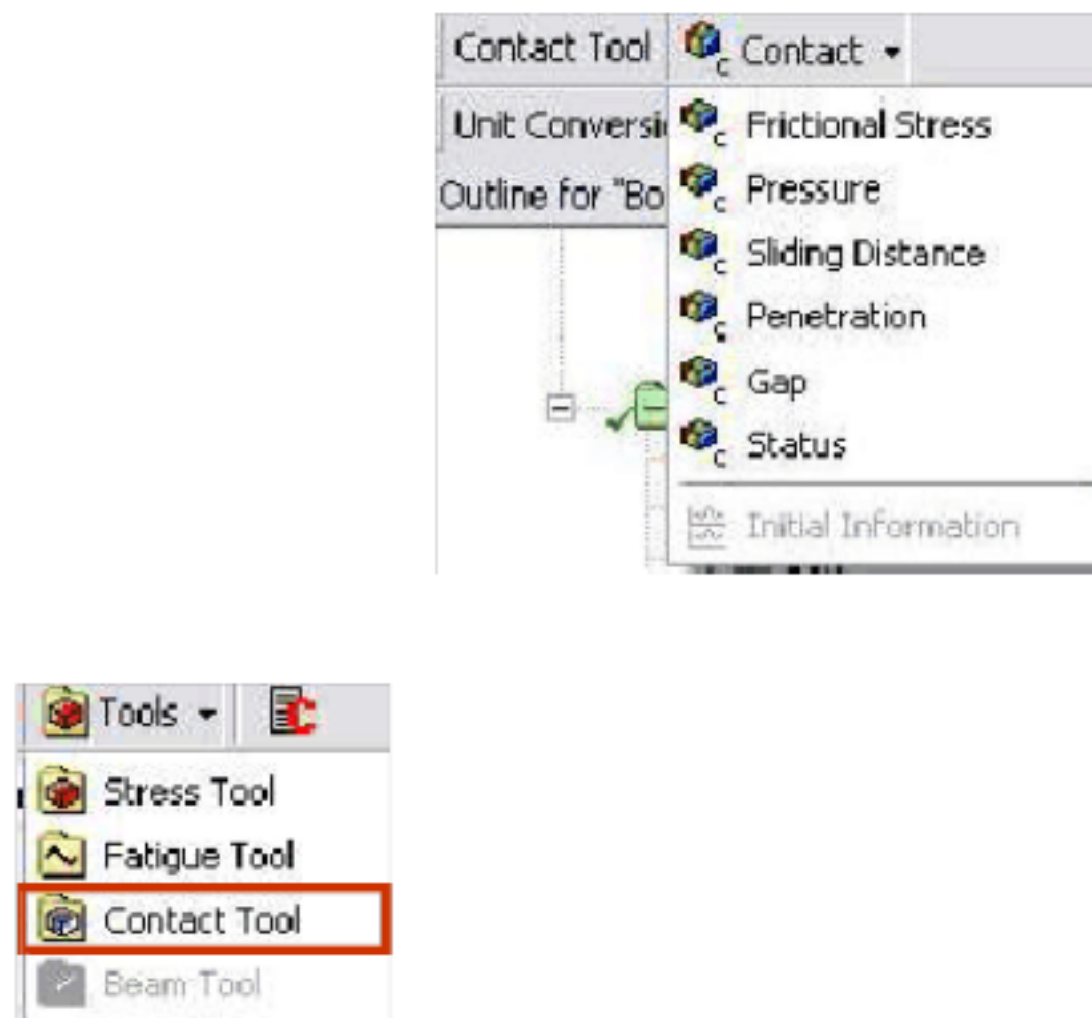 Contact Tool Contact
Unit Conversi Frictional Stress
Outline for "Bo Pressure
Sliding Distance
Penetration
Gap
Status
Initial Information
Tools
Stress Tool
Fatigue Tool
Contact Tool
Beam Tool